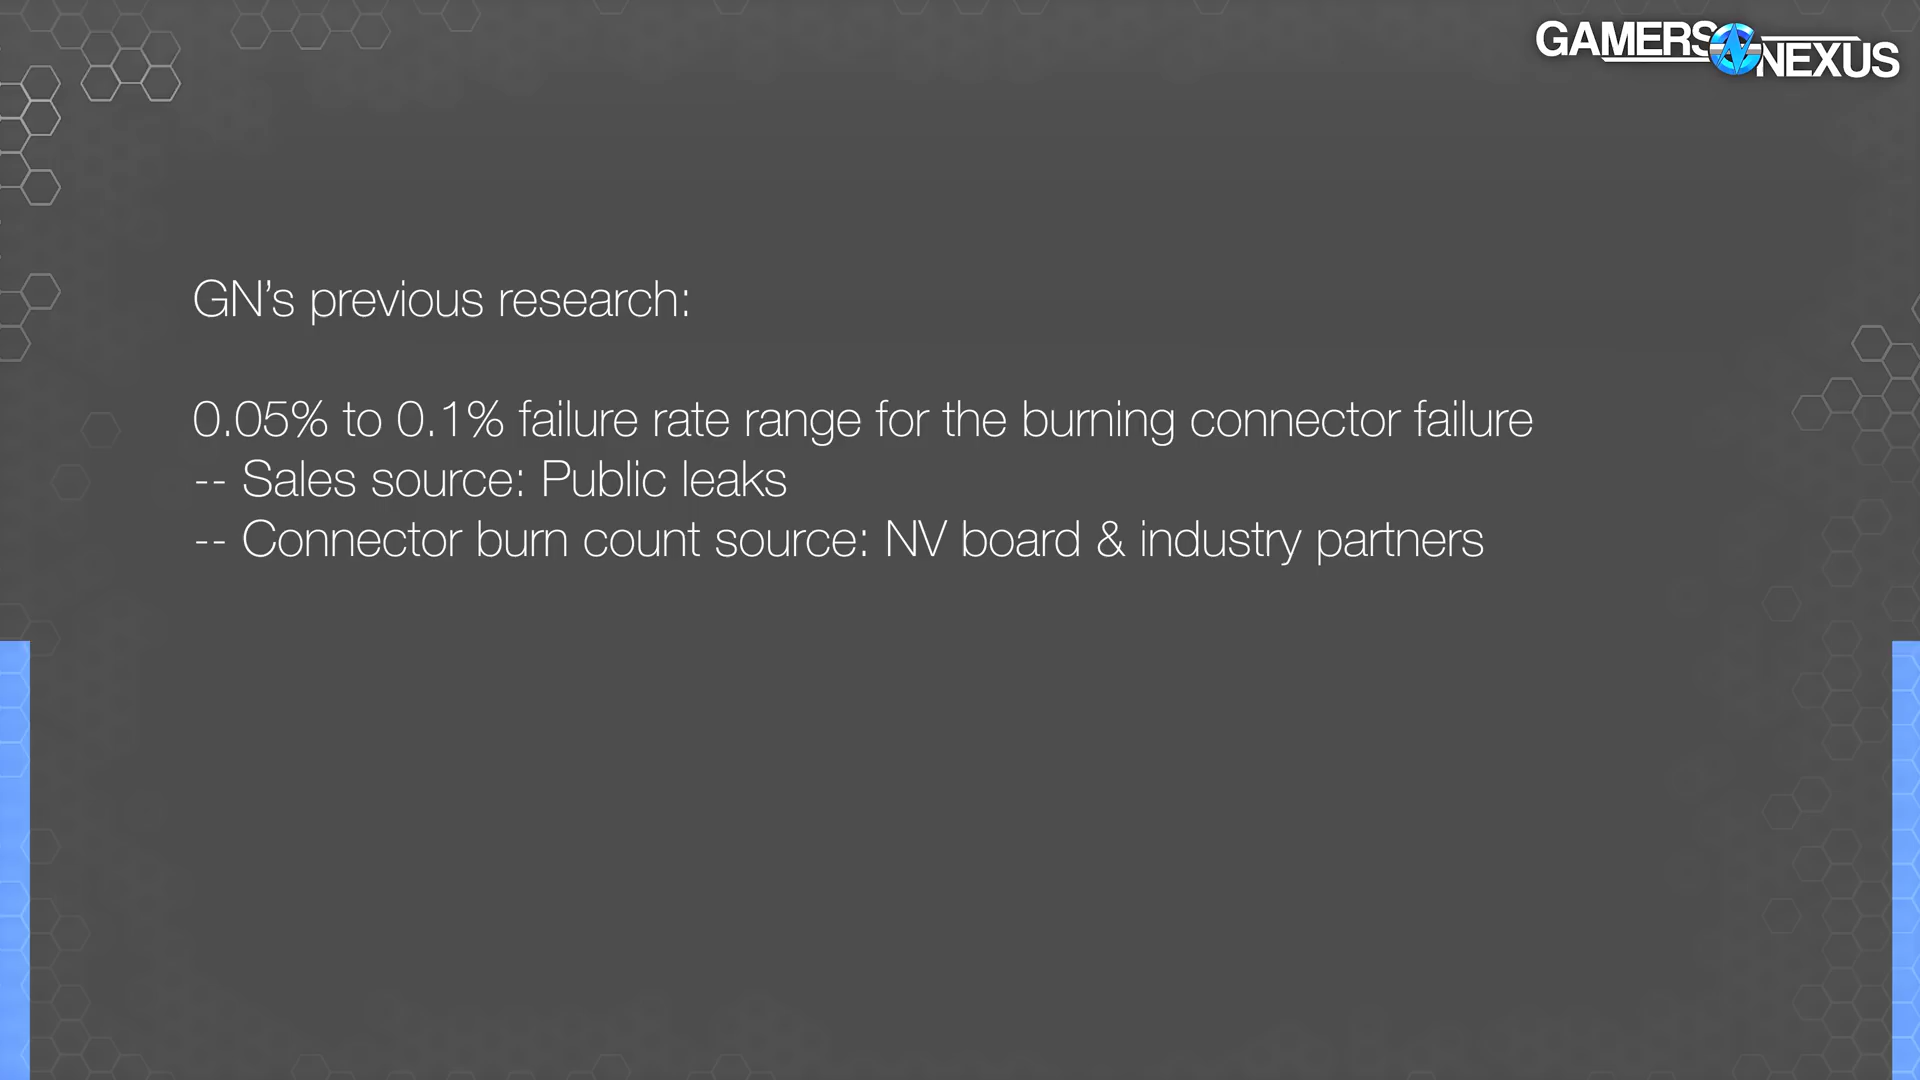 GAMERS NEXUS
GN’s previous research:
0.05% to 0.1% failure rate range for the burning connector failure
-- Sales source: Public leaks
-- Connector burn count source: NV board & industry partners